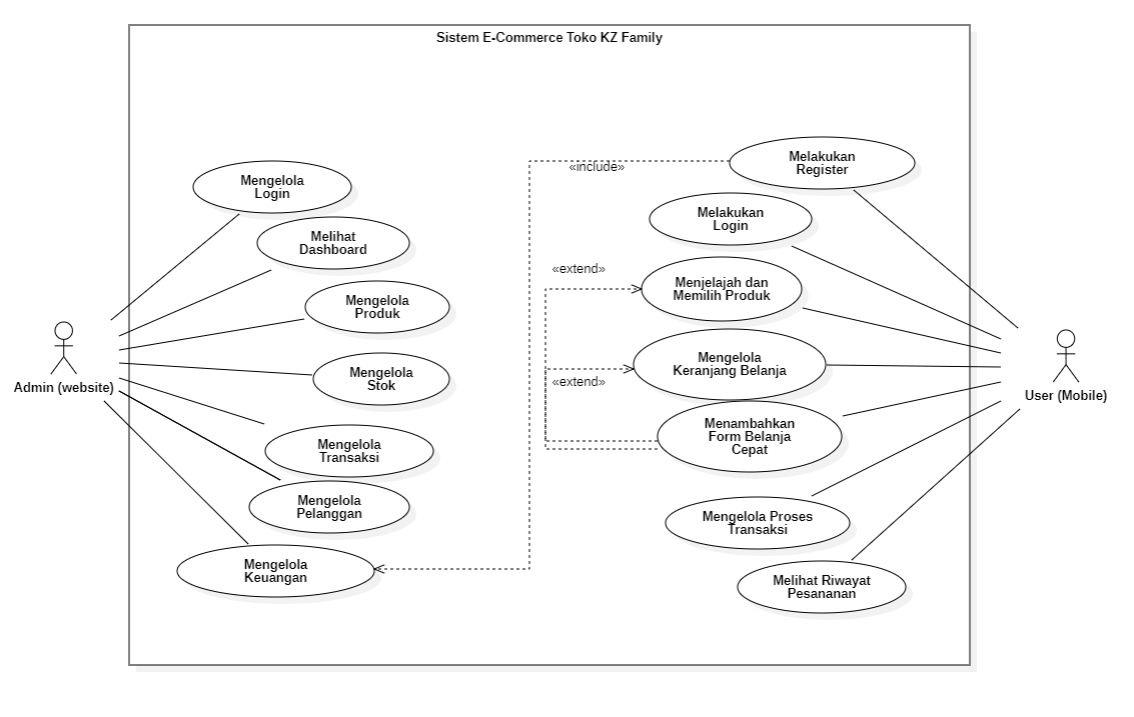 Sistem E-Commerce Toko KZ Family
Mengelola
Login
Melihat
Dashboard
Mengelola
Produk
Mengelola
Stok
Mengelola
Transaksi
Mengelola
Pelanggan
Mengelola
Keuangan
Admin (website)
«include»
«extend»
«extend»
Melakukan
Register
Melakukan
Login
Menjelajah dan
Memilih Produk
Mengelola
Keranjang Belanja
Menambahkan
Form Belanja
Cepat
Mengelola Proses
Transaksi
Melihat Riwayat
Pesananan
User (Mobile)